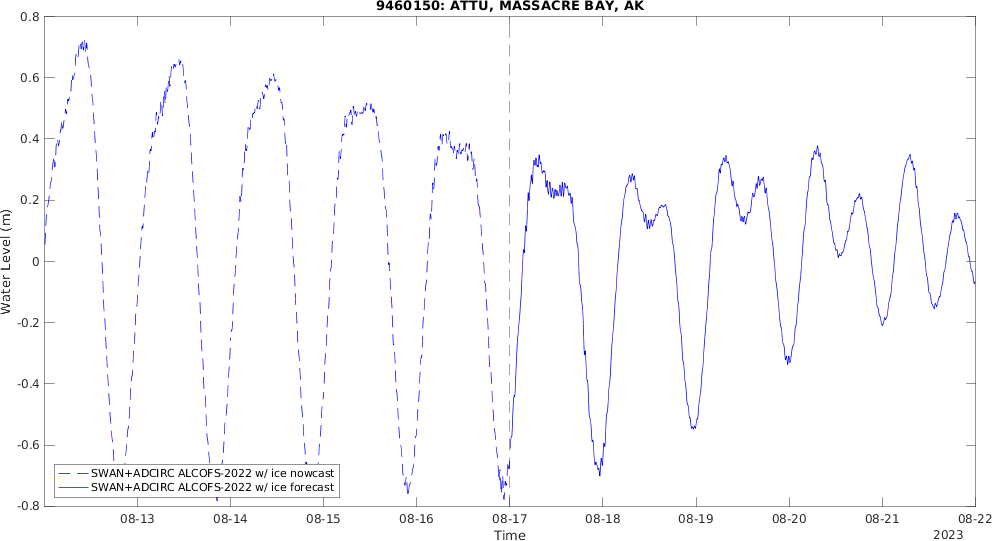 9460150: ATTU, MASSACRE BAY, AK
0.8
0.6
0.4
0.2
0
-0.2
-0.4
-0.6
-0.8
Water Level (m)
SWAN+ADCIRC ALCOFS-2022 w/ ice nowcast
SWAN+ADCIRC ALCOFS-2022 w/ ice forecast
08-13 08-14 08-15 08-16 08-17 08-18 08-19 08-20 08-21 08-22
Time
2023